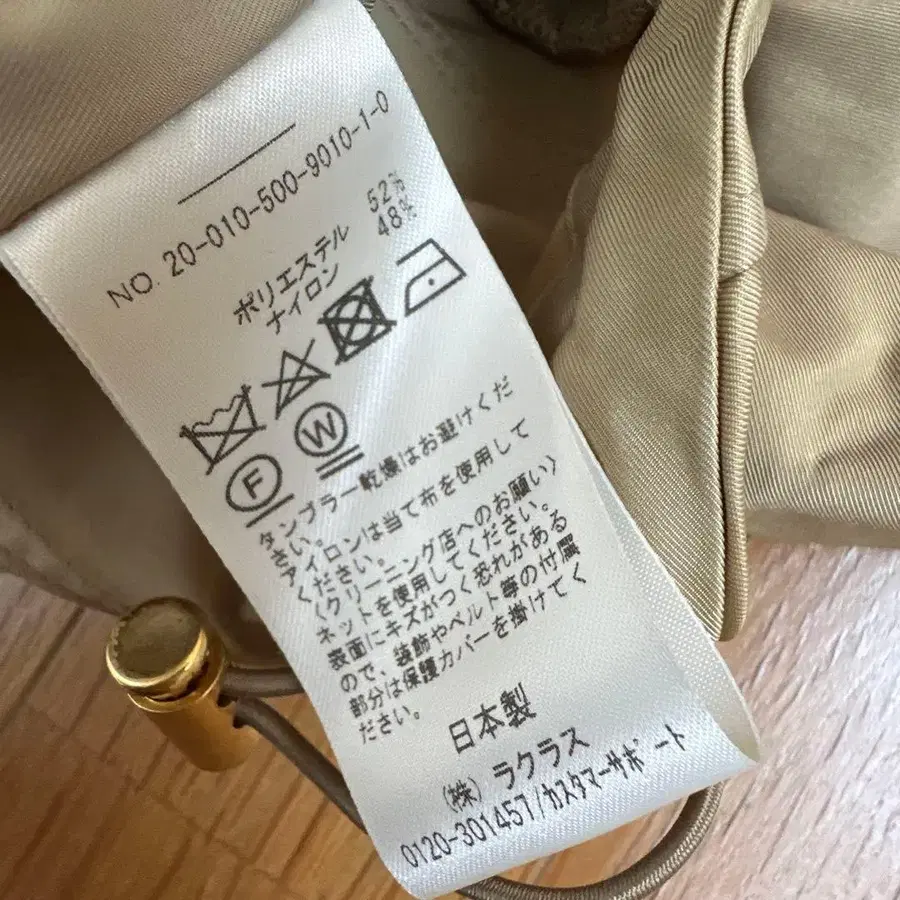 NO. 20-010-500-9010-1-0
ポリエステル 52%
ナイロン 48%
F W
タンブラー乾燥はお避けくだ
さい。
アイロンは当て布を使用して
ください。
〈クリーニング店へのお願い〉
ネットを使用してください。
表面にキズがつく恐れがある
ので、装飾やベルト等の付属
部分は保護カバーを掛けてく
ださい。
日本製
(株) ラクラス
0120-301457/カスタマーサポート